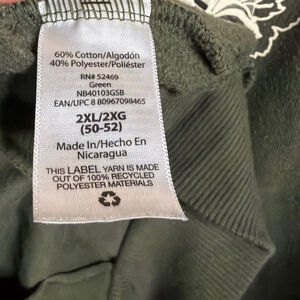 60% Cotton/Algodón
40% Polyester/Poliéster
RN# 52469
Green
NB40103GSB
EAN/UPC 8 80967098465
2XL/2XG
(50-52)
Made In/Hecho En
Nicaragua
THIS LABEL YARN IS MADE
OUT OF 100% RECYCLED
POLYESTER MATERIALS